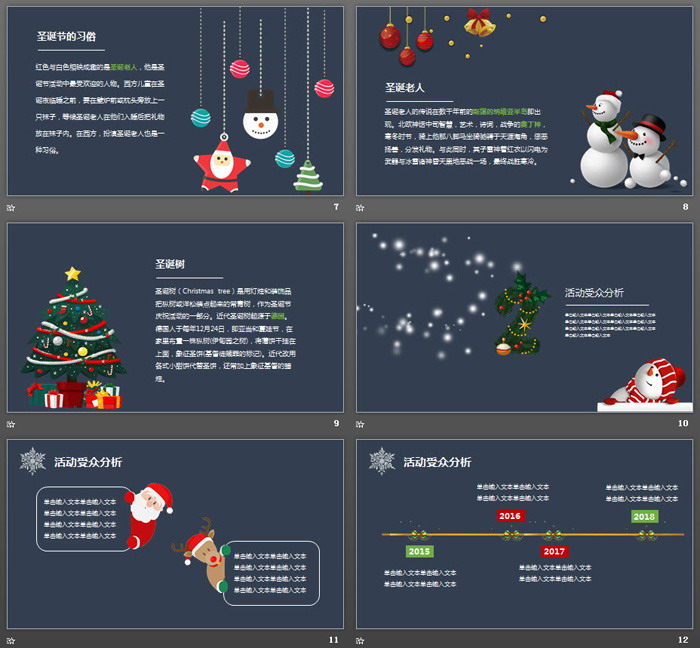 圣诞节的习俗
红色与白色相映成趣的是圣诞老人，他是圣
诞节活动中最受欢迎的人物。西方儿童在圣
诞夜临睡之前，要在壁炉前或枕头旁放上一
只袜子，等候圣诞老人在他们入睡后把礼物
放在袜子内。在西方，扮演圣诞老人也是一
种习俗。
7
圣诞老人
圣诞老人的传说在数千年前的斯堪的纳维亚半岛即出
现。北欧神话中司智慧，艺术，诗词，战争的奥丁神，
寒冬时节，骑上他那八脚马坐骑驰骋于天涯海角，惩恶
扬善，分发礼物。与此同时，其子雷神着红衣以闪电为
武器与冰雪诸神昏天黑地恶战一场，最终战胜寒冷。
8
圣诞树
圣诞树（Christmas tree）是用灯烛和装饰品
把枞树或洋松装点起来的常青树，作为圣诞节
庆祝活动的一部分。近代圣诞树起源于德国。
德国人于每年12月24日，即亚当和夏娃节，在
家里布置一株枞树(伊甸园之树)，将薄饼干挂在
上面，象征圣饼(基督徒赎罪的标记)。近代改用
各式小甜饼代替圣饼，还常加上象征基督的蜡
烛。
9
活动受众分析
单击输入文本单击输入文本单击输入文本单击输入文本
单击输入文本单击输入文本单击输入文本单击输入文本
单击输入文本单击输入文本单击输入文本单击输入文本
单击输入文本单击输入文本
10
活动受众分析
单击输入文本单击输入文本
单击输入文本单击输入文本
单击输入文本单击输入文本
单击输入文本单击输入文本
单击输入文本单击输入文本
单击输入文本单击输入文本
单击输入文本单击输入文本
单击输入文本单击输入文本
11
活动受众分析
单击输入文本单击输入文本
单击输入文本单击输入文本
单击输入文本单击输入文本
单击输入文本单击输入文本
2016
2018
2015
2017
单击输入文本单击输入文本
单击输入文本单击输入文本
单击输入文本单击输入文本
单击输入文本单击输入文本
12